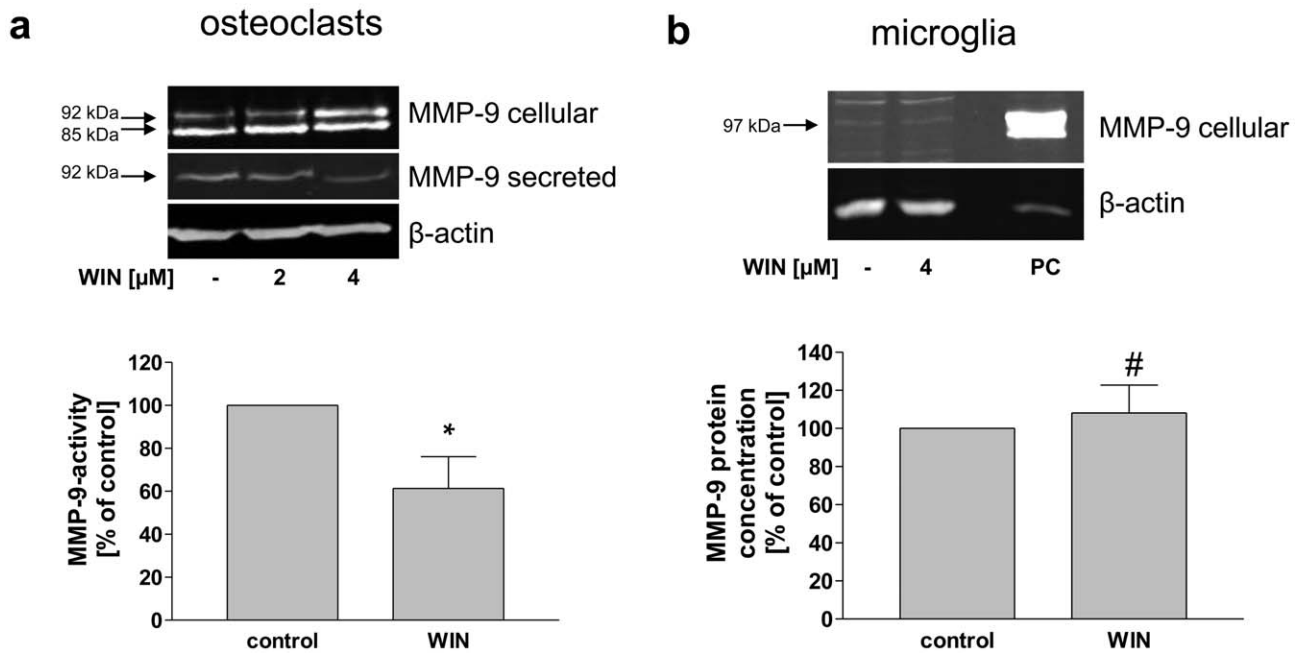 a
osteoclasts
92 kDa
85 kDa
MMP-9 cellular
92 kDa
MMP-9 secreted
β-actin
WIN [µM] - 2 4
MMP-9-activity
[% of control]
120
100
80
60
40
20
0
*
control WIN
b
microglia
97 kDa
MMP-9 cellular
β-actin
WIN [µM] - 4 PC
MMP-9 protein
concentration
[% of control]
140
120
100
80
60
40
20
0
#
control WIN